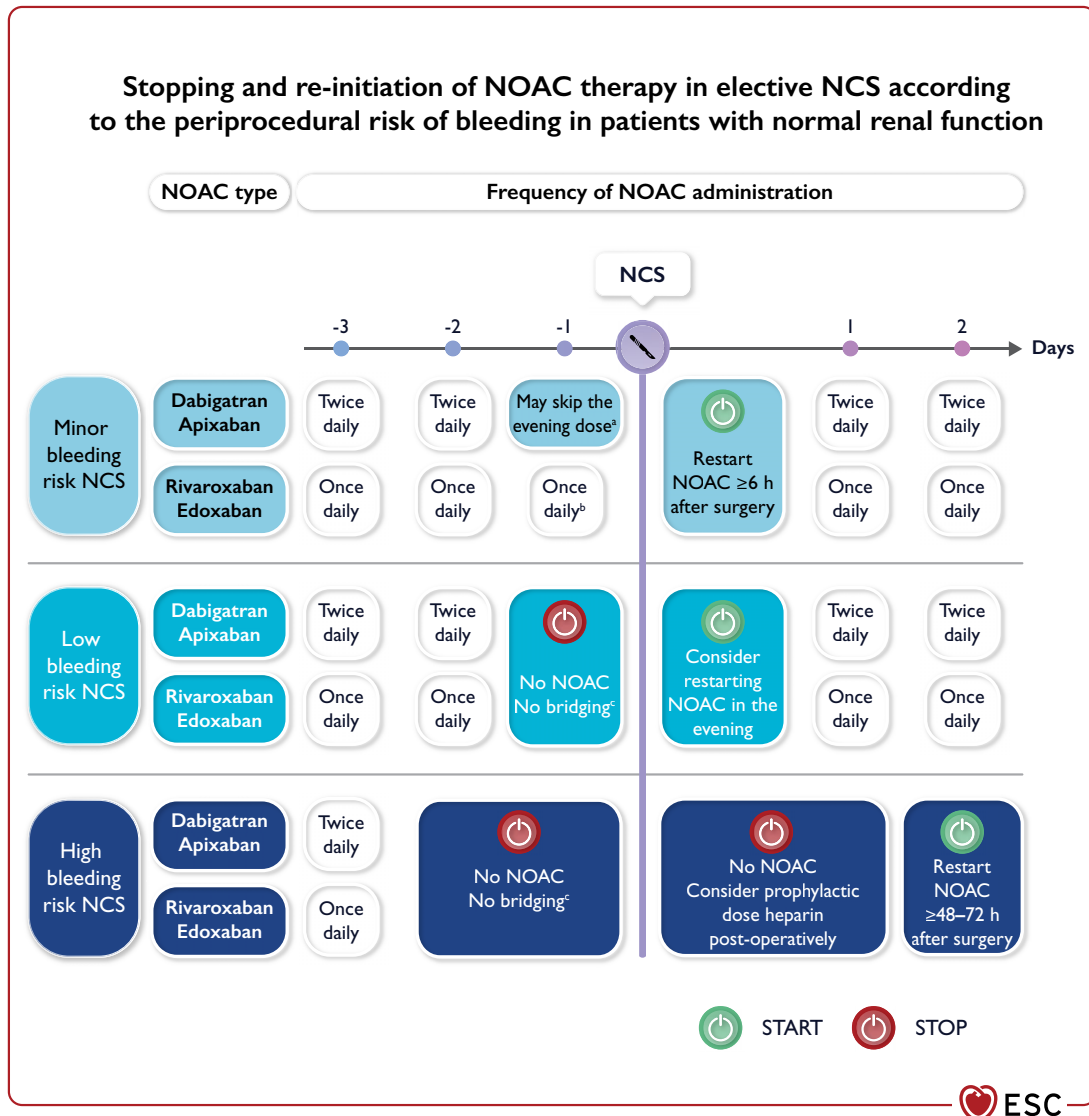 Stopping and re-initiation of NOAC therapy in elective NCS according
to the periprocedural risk of bleeding in patients with normal renal function
NOAC type
Frequency of NOAC administration
NCS
-3
-2
-1
1
2
Days
Minor
bleeding
risk NCS
Dabigatran
Apixaban
Twice
daily
Twice
daily
May skip the
evening doseᵃ
Restart
NOAC ≥6 h
after surgery
Twice
daily
Twice
daily
Rivaroxaban
Edoxaban
Once
daily
Once
daily
Once
dailyᵇ
Once
daily
Once
daily
Low
bleeding
risk NCS
Dabigatran
Apixaban
Twice
daily
Twice
daily
No NOAC
No bridgingᶜ
Consider
restarting
NOAC in the
evening
Twice
daily
Twice
daily
Rivaroxaban
Edoxaban
Once
daily
Once
daily
Once
daily
Once
daily
High
bleeding
risk NCS
Dabigatran
Apixaban
Twice
daily
No NOAC
No bridgingᶜ
No NOAC
Consider prophylactic
dose heparin
post-operatively
Restart
NOAC
≥48–72 h
after surgery
Rivaroxaban
Edoxaban
Once
daily
START
STOP
ESC